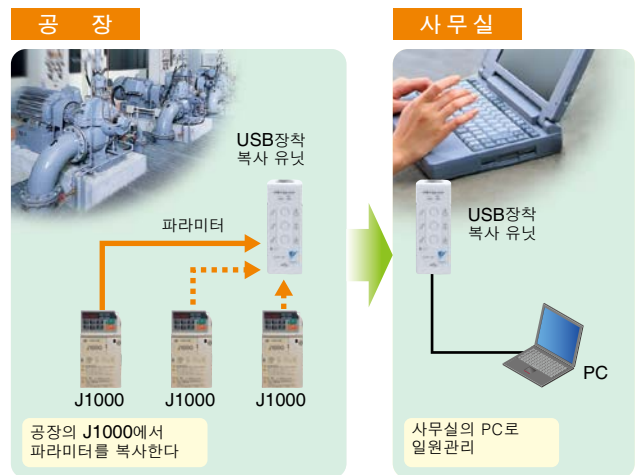 공 장
USB장착
복사 유닛
파라미터
J1000
J1000
J1000
공장의 J1000에서
파라미터를 복사한다
사무실
USB장착
복사 유닛
PC
사무실의 PC로
일원관리